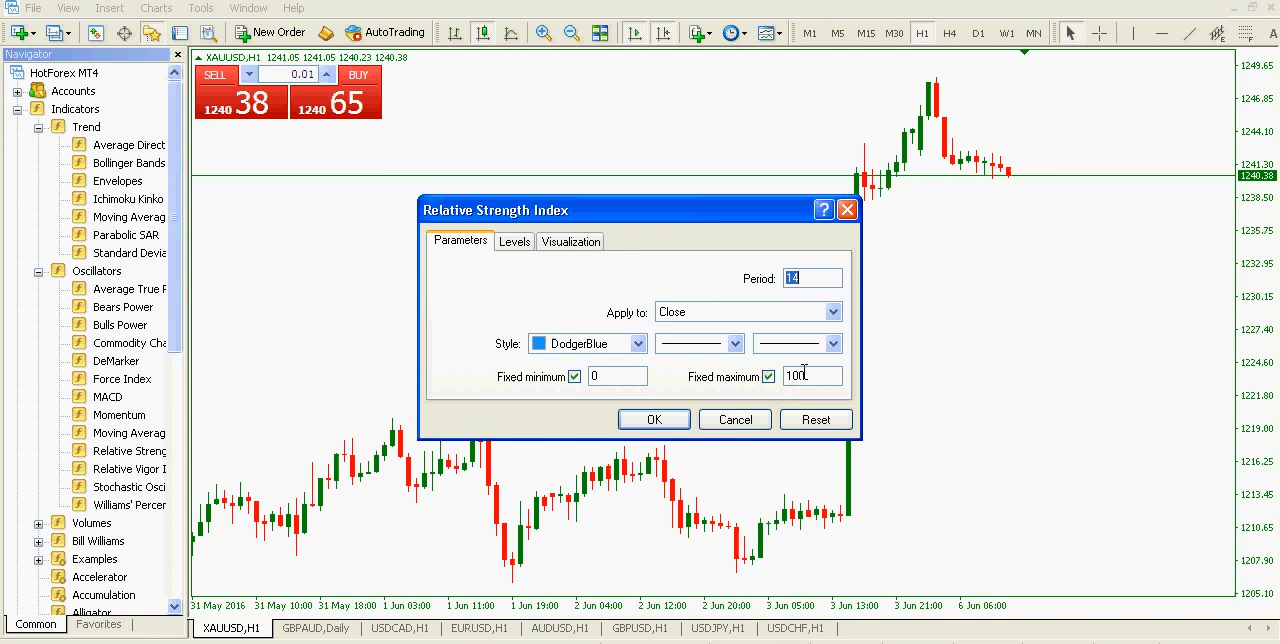 File View Insert Charts Tools Window Help
New Order AutoTrading M1 M5 M15 M30 H1 H4 D1 W1 MN A
Navigator
HotForex MT4
Accounts
Indicators
Trend
Average Direct
Bollinger Bands
Envelopes
Ichimoku Kinko
Moving Averag
Parabolic SAR
Standard Devia
Oscillators
Average True R
Bears Power
Bulls Power
Commodity Cha
DeMarker
Force Index
MACD
Momentum
Moving Averag
Relative Streng
Relative Vigor I
Stochastic Osci
Williams' Percer
Volumes
Bill Williams
Examples
Accelerator
Accumulation
Alligator
Common Favorites
XAUUSD,H1 1241.05 1241.05 1240.23 1240.38
SELL 0.01 BUY
1240 38 1240 65
Relative Strength Index
Parameters Levels Visualization
Period: 14
Apply to: Close
Style: DodgerBlue
Fixed minimum 0 Fixed maximum 100
OK Cancel Reset
1249.65
1246.85
1244.10
1241.30
1240.38
1238.50
1235.75
1232.95
1230.15
1227.40
1224.60
1221.80
1219.00
1216.25
1213.45
1210.65
1207.90
1205.10
31 May 2016 31 May 10:00 31 May 18:00 1 Jun 03:00 1 Jun 11:00 1 Jun 19:00 2 Jun 04:00 2 Jun 12:00 2 Jun 20:00 3 Jun 05:00 3 Jun 13:00 3 Jun 21:00 6 Jun 06:00
XAUUSD,H1 GBPAUD,Daily USDCAD,H1 EURUSD,H1 AUDUSD,H1 GBPUSD,H1 USDJPY,H1 USDCHF,H1